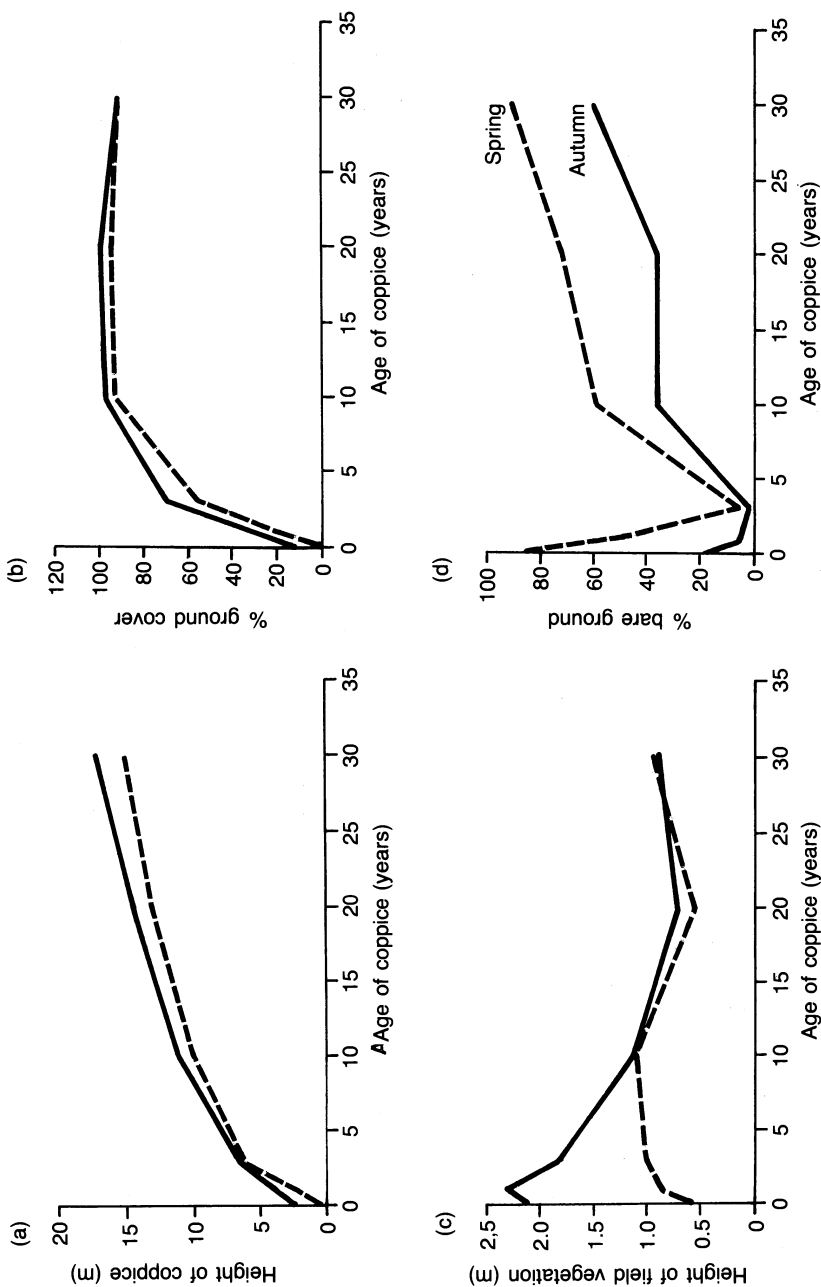 (a)
20
15
10
5
0
Height of coppice (m)
0 5 10 15 20 25 30 35
Age of coppice (years)
(b)
120
100
80
60
40
20
0
% ground cover
0 5 10 15 20 25 30 35
Age of coppice (years)
(c)
2,5
2.0
1.5
1.0
0.5
0
Height of field vegetation (m)
0 5 10 15 20 25 30 35
Age of coppice (years)
(d)
100
80
60
40
20
0
% bare ground
Spring
Autumn
0 5 10 15 20 25 30 35
Age of coppice (years)